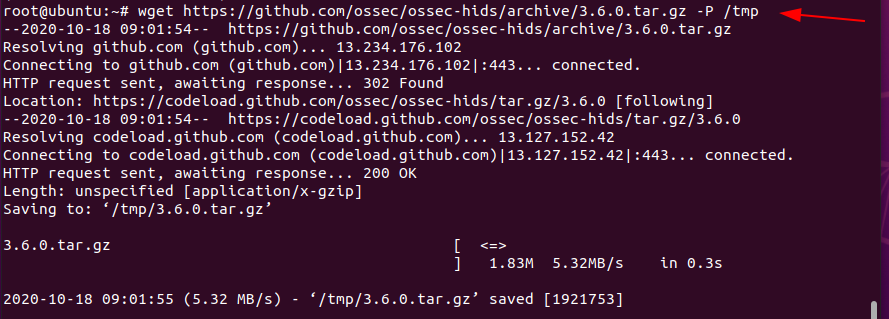 root@ubuntu:~# wget https://github.com/ossec/ossec-hids/archive/3.6.0.tar.gz -P /tmp
--2020-10-18 09:01:54--  https://github.com/ossec/ossec-hids/archive/3.6.0.tar.gz
Resolving github.com (github.com)... 13.234.176.102
Connecting to github.com (github.com)|13.234.176.102|:443... connected.
HTTP request sent, awaiting response... 302 Found
Location: https://codeload.github.com/ossec/ossec-hids/tar.gz/3.6.0 [following]
--2020-10-18 09:01:54--  https://codeload.github.com/ossec/ossec-hids/tar.gz/3.6.0
Resolving codeload.github.com (codeload.github.com)... 13.127.152.42
Connecting to codeload.github.com (codeload.github.com)|13.127.152.42|:443... connected.
HTTP request sent, awaiting response... 200 OK
Length: unspecified [application/x-gzip]
Saving to: ‘/tmp/3.6.0.tar.gz’
3.6.0.tar.gz [ <=>
] 1.83M 5.32MB/s in 0.3s
2020-10-18 09:01:55 (5.32 MB/s) - ‘/tmp/3.6.0.tar.gz’ saved [1921753]